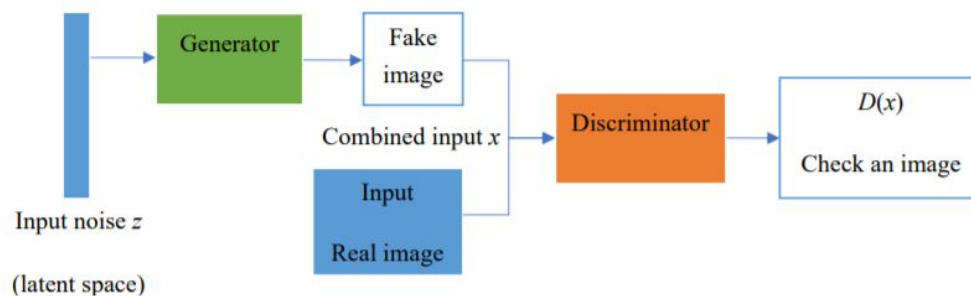 Input noise z
(latent space)
Generator
Fake
image
Combined input x
Input
Real image
Discriminator
D(x)
Check an image